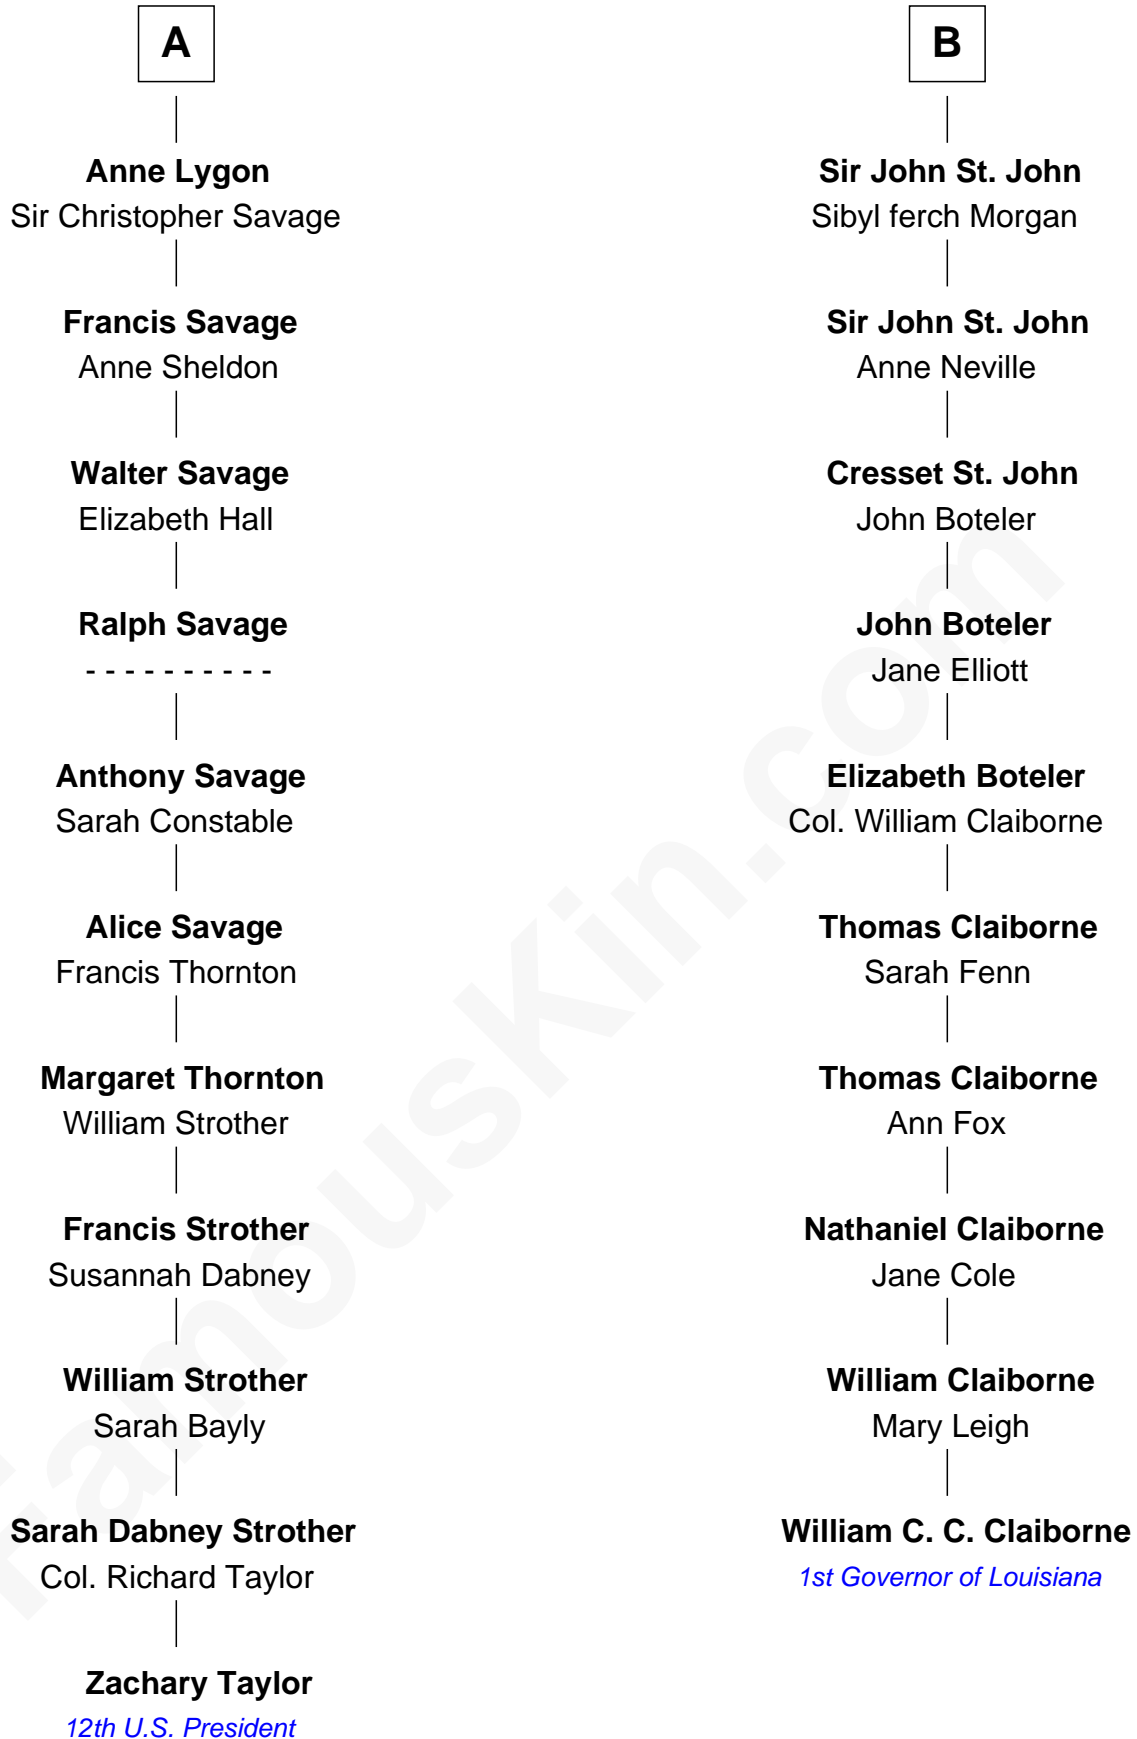 A
Anne Lygon
Sir Christopher Savage
Francis Savage
Anne Sheldon
Walter Savage
Elizabeth Hall
Ralph Savage
- - - - - - - - - -
Anthony Savage
Sarah Constable
Alice Savage
Francis Thornton
Margaret Thornton
William Strother
Francis Strother
Susannah Dabney
William Strother
Sarah Bayly
Sarah Dabney Strother
Col. Richard Taylor
Zachary Taylor
12th U.S. President
B
Sir John St. John
Sibyl ferch Morgan
Sir John St. John
Anne Neville
Cresset St. John
John Boteler
John Boteler
Jane Elliott
Elizabeth Boteler
Col. William Claiborne
Thomas Claiborne
Sarah Fenn
Thomas Claiborne
Ann Fox
Nathaniel Claiborne
Jane Cole
William Claiborne
Mary Leigh
William C. C. Claiborne
1st Governor of Louisiana
famouskin.com